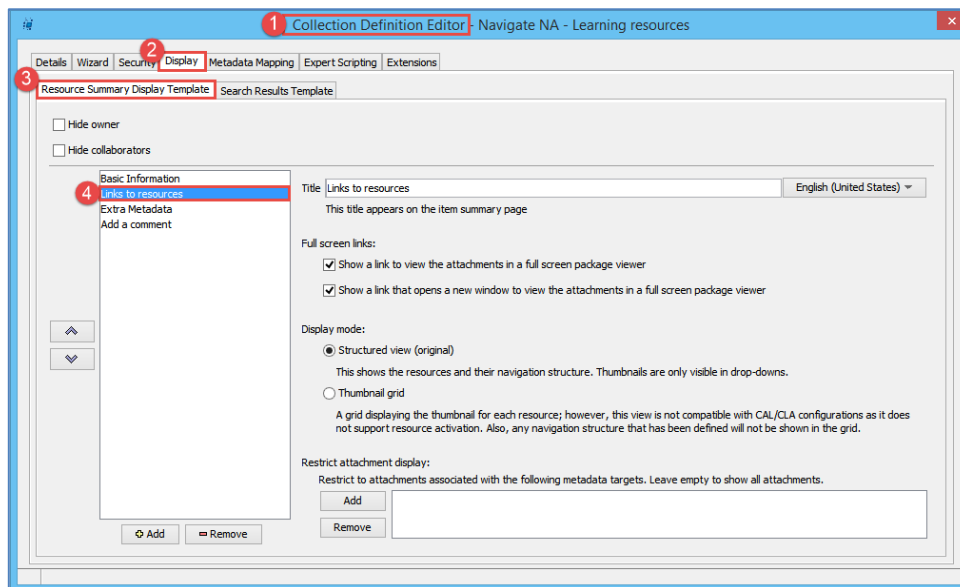 1 Collection Definition Editor - Navigate NA - Learning resources
2
Details Wizard Security Display Metadata Mapping Expert Scripting Extensions
3
Resource Summary Display Template Search Results Template
Hide owner
Hide collaborators
Basic Information
4 Links to resources
Extra Metadata
Add a comment
Add Remove
Title Links to resources English (United States)
This title appears on the item summary page
Full screen links:
Show a link to view the attachments in a full screen package viewer
Show a link that opens a new window to view the attachments in a full screen package viewer
Display mode:
Structured view (original)
This shows the resources and their navigation structure. Thumbnails are only visible in drop-downs.
Thumbnail grid
A grid displaying the thumbnail for each resource; however, this view is not compatible with CAL/CLA configurations as it does
not support resource activation. Also, any navigation structure that has been defined will not be shown in the grid.
Restrict attachment display:
Restrict to attachments associated with the following metadata targets. Leave empty to show all attachments.
Add
Remove